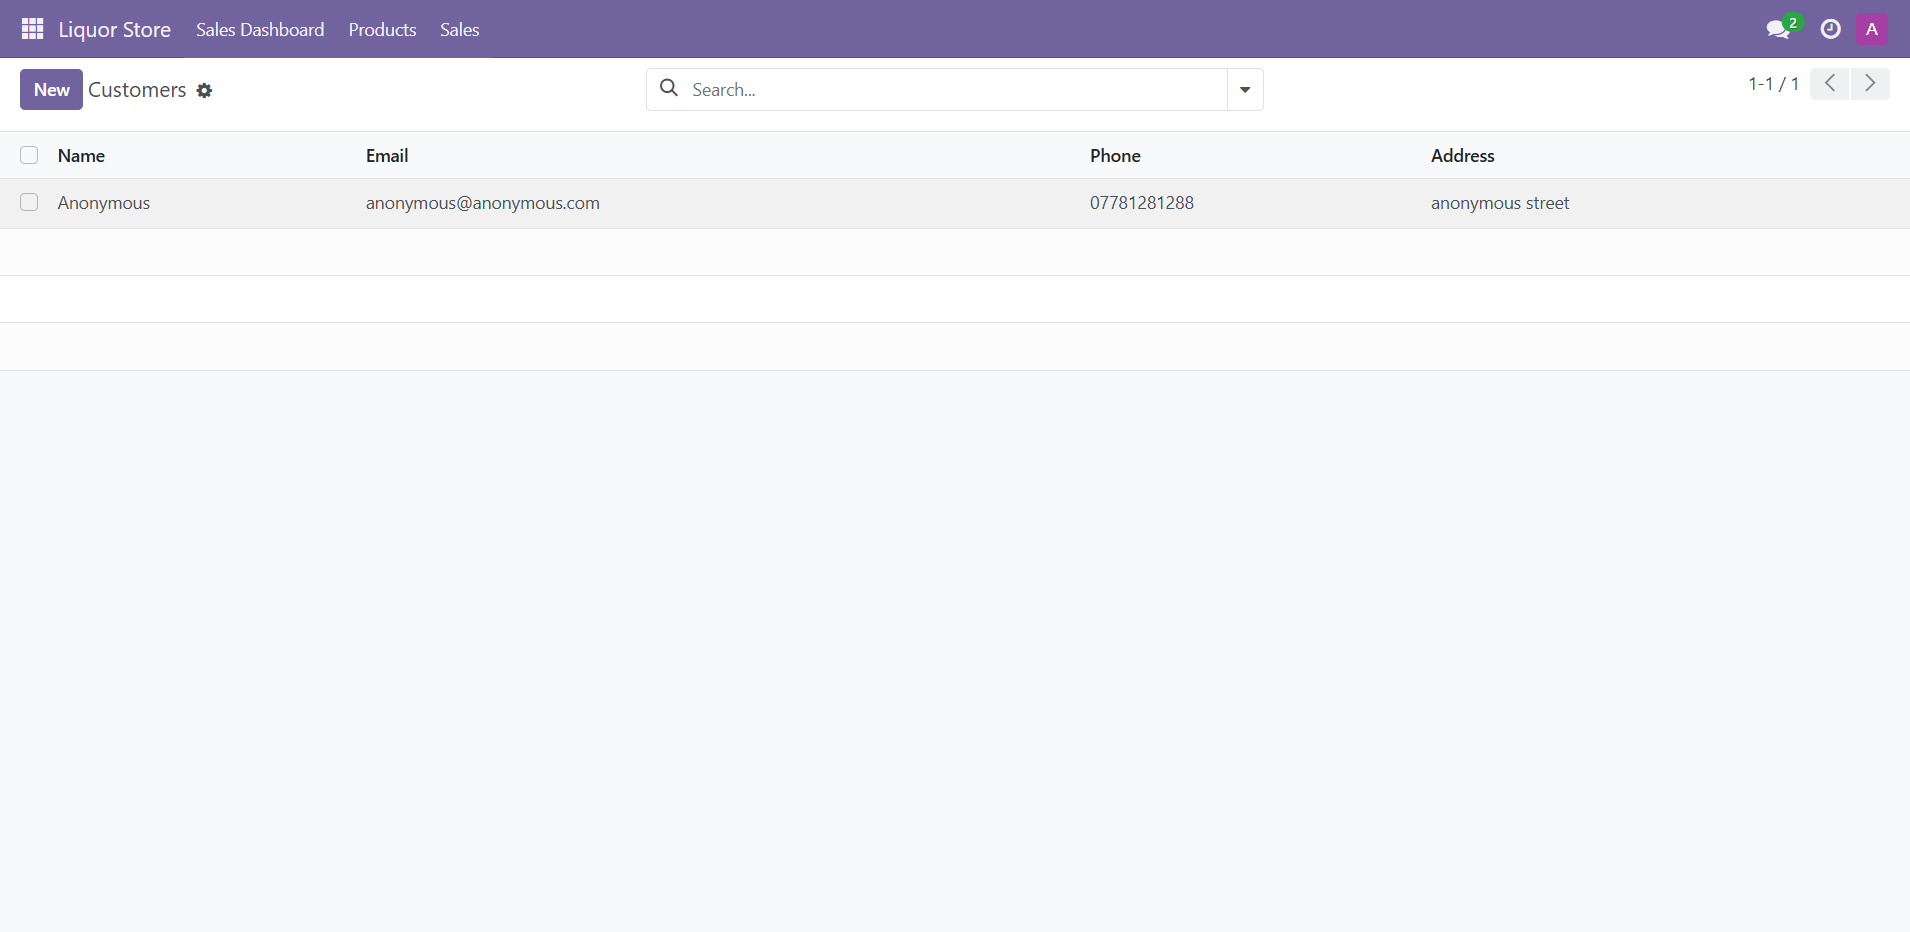 Liquor Store Sales Dashboard Products Sales 2 A
New Customers Search... 1-1 / 1
Name Email Phone Address
Anonymous anonymous@anonymous.com 07781281288 anonymous street